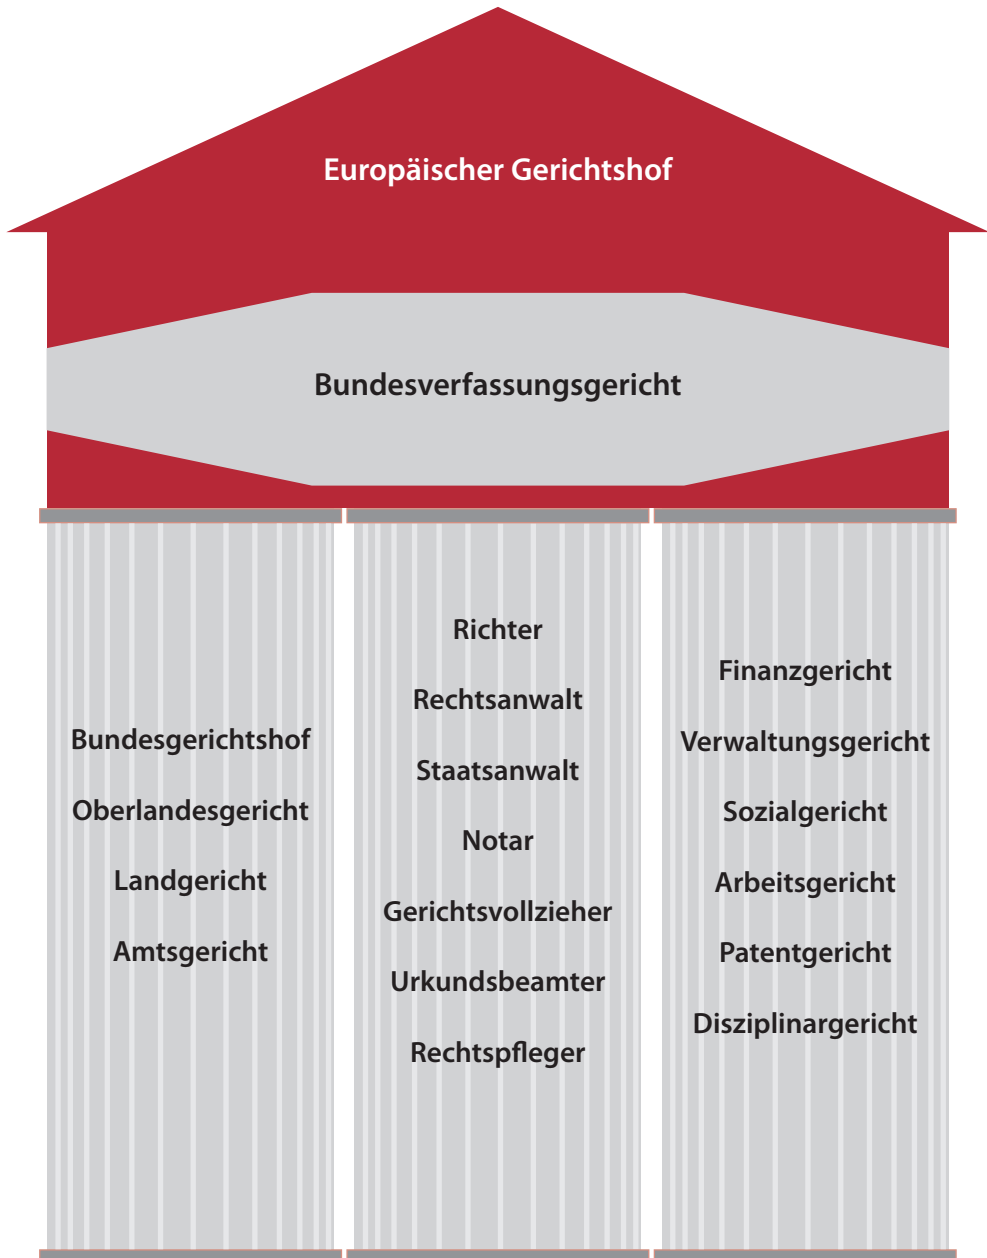 Europäischer Gerichtshof
Bundesverfassungsgericht
Bundesgerichtshof
Oberlandesgericht
Landgericht
Amtsgericht
Richter
Rechtsanwalt
Staatsanwalt
Notar
Gerichtsvollzieher
Urkundsbeamter
Rechtspfleger
Finanzgericht
Verwaltungsgericht
Sozialgericht
Arbeitsgericht
Patentgericht
Disziplinargericht